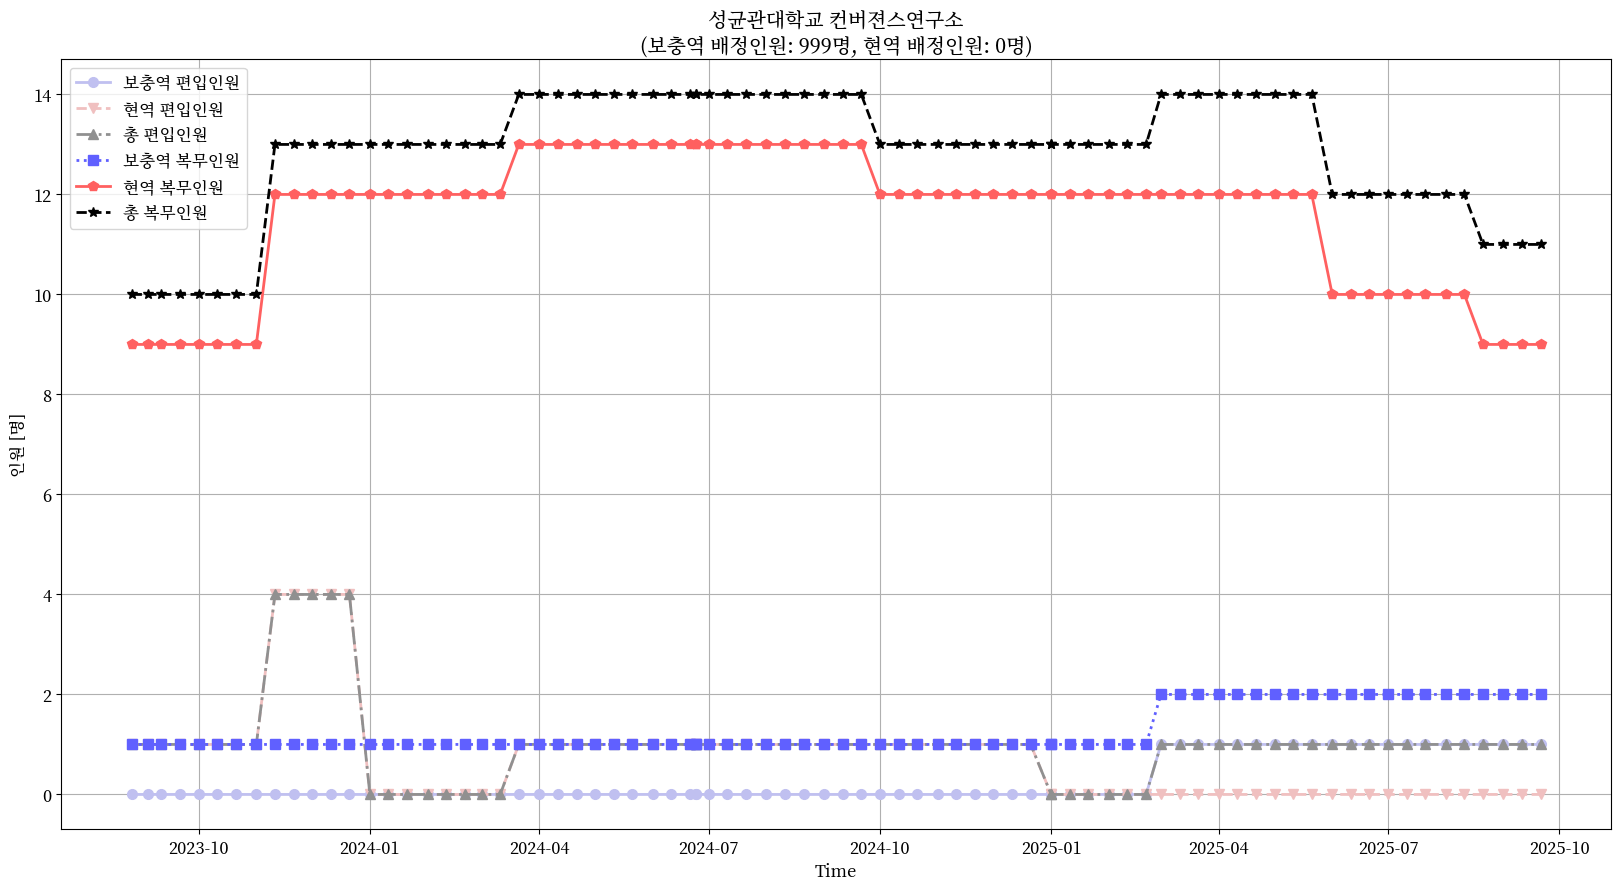 성균관대학교 컨버젼스연구소
(보충역 배정인원: 999명, 현역 배정인원: 0명)
보충역 편입인원
현역 편입인원
총 편입인원
보충역 복무인원
현역 복무인원
총 복무인원
14
12
10
8
6
4
2
0
인원 [명]
2023-10
2024-01
2024-04
2024-07
2024-10
2025-01
2025-04
2025-07
2025-10
Time